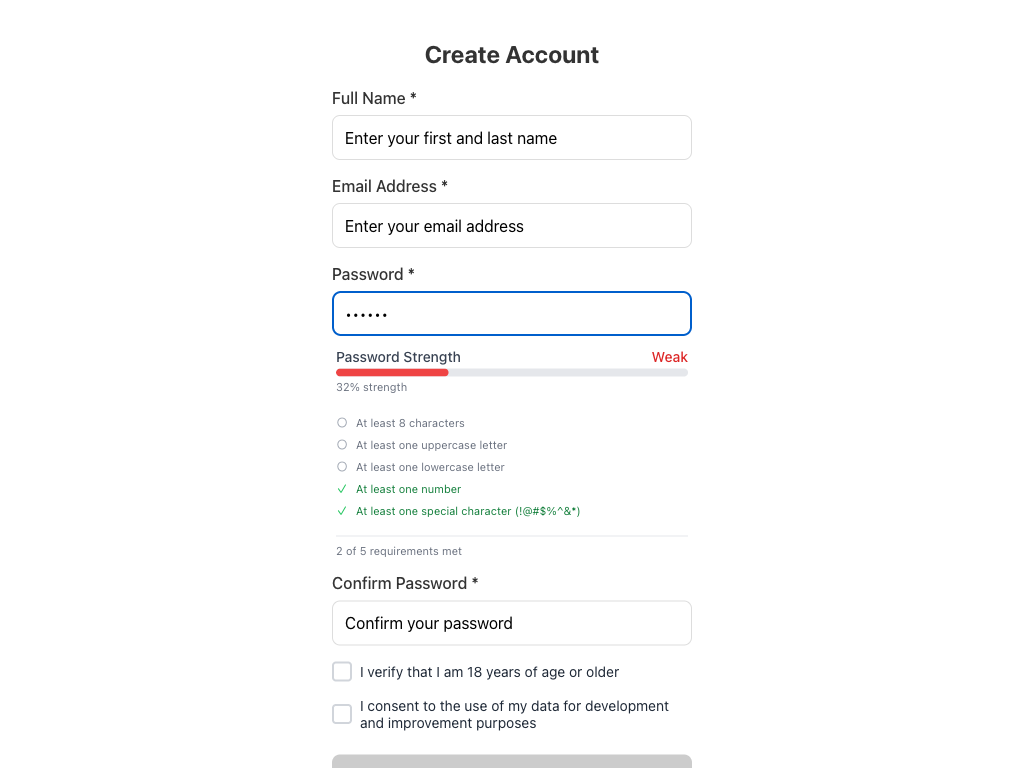 Create Account
Full Name *
Enter your first and last name
Email Address *
Enter your email address
Password *
••••••
Password Strength
Weak
32% strength
At least 8 characters
At least one uppercase letter
At least one lowercase letter
At least one number
At least one special character (!@#$%^&*)
2 of 5 requirements met
Confirm Password *
Confirm your password
I verify that I am 18 years of age or older
I consent to the use of my data for development
and improvement purposes